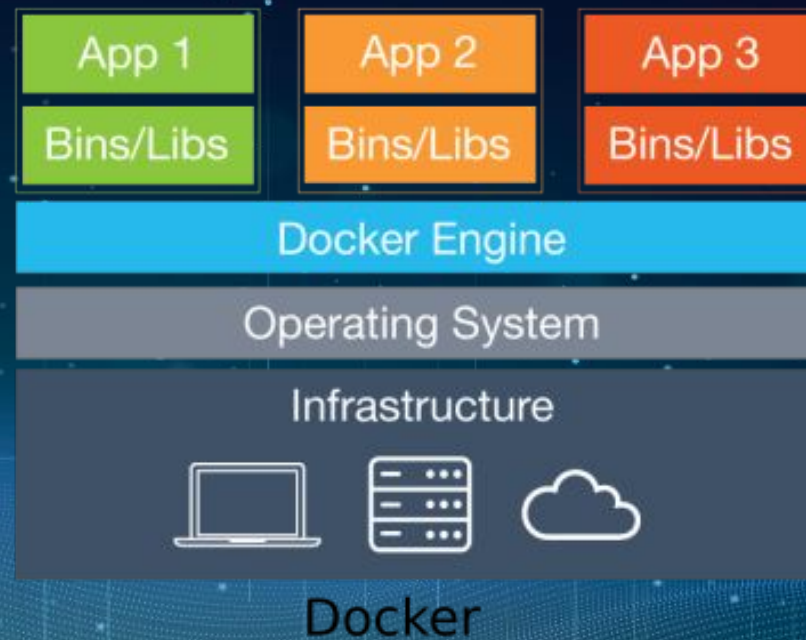 App 1
App 2
App 3
Bins/Libs
Bins/Libs
Bins/Libs
Docker Engine
Operating System
Infrastructure
Docker